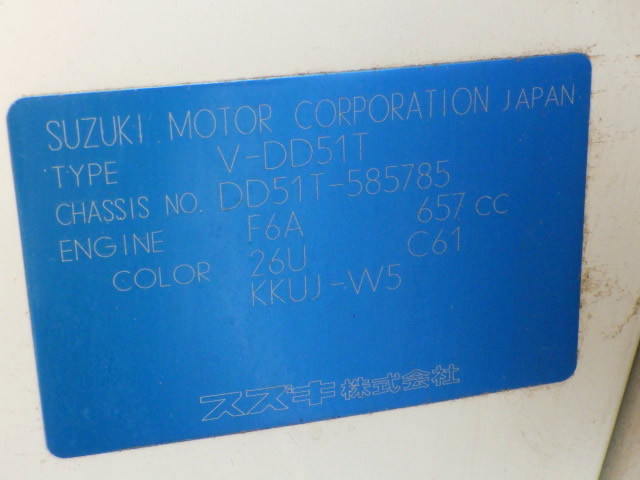 SUZUKI MOTOR CORPORATION JAPAN
TYPE V-DD51T
CHASSIS NO. DD51T-585785
ENGINE F6A 657 CC
COLOR 26U C61
KKUJ-W5
スズキ株式会社